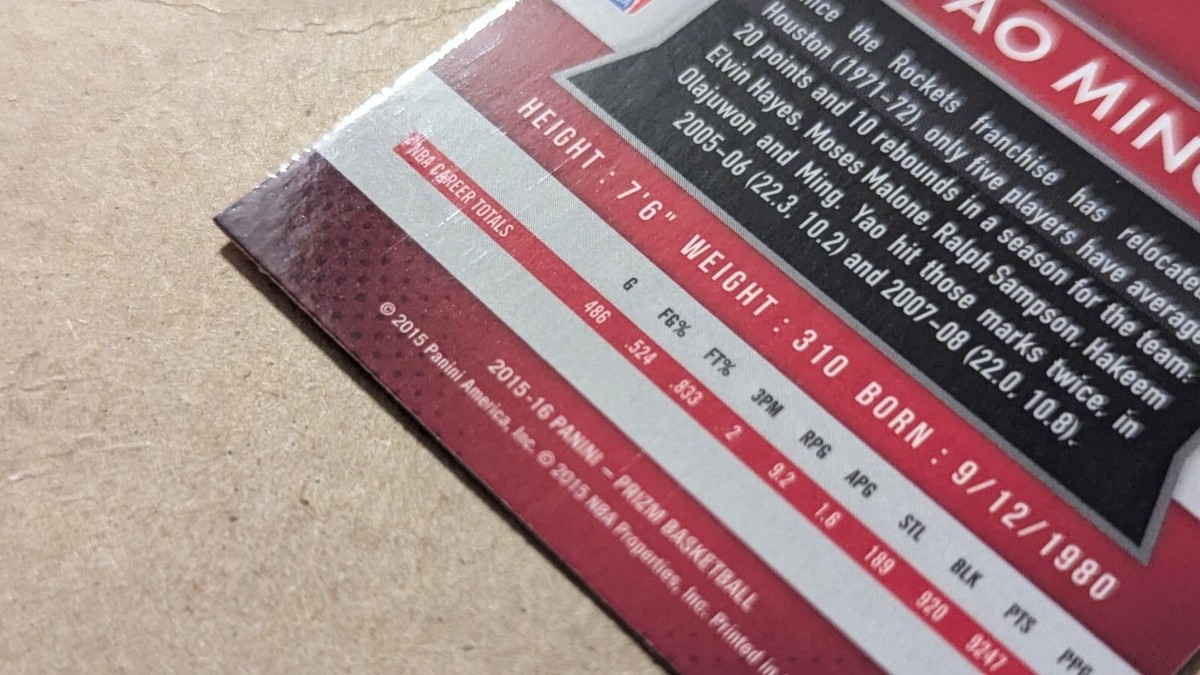 AO MING
ince the Rockets franchise has relocated
Houston (1971-72), only five players have averag
20 points and 10 rebounds in a season for the team:
Elvin Hayes, Moses Malone, Ralph Sampson, Hakeem
Olajuwon and Ming. Yao hit those marks twice, in
2005-06 (22.3, 10.2) and 2007-08 (22.0, 10.8).
HEIGHT: 7'6" WEIGHT: 310 BORN: 9/12/1980
G FG% FT% 3PM RPG APG STL BLK PTS PPG
NBA CAREER TOTALS 486 .524 .833 2 9.2 1.6 189 920 9247
2015-16 PANINI – PRIZM BASKETBALL
© 2015 Panini America, Inc. © 2015 NBA Properties, Inc. Printed in